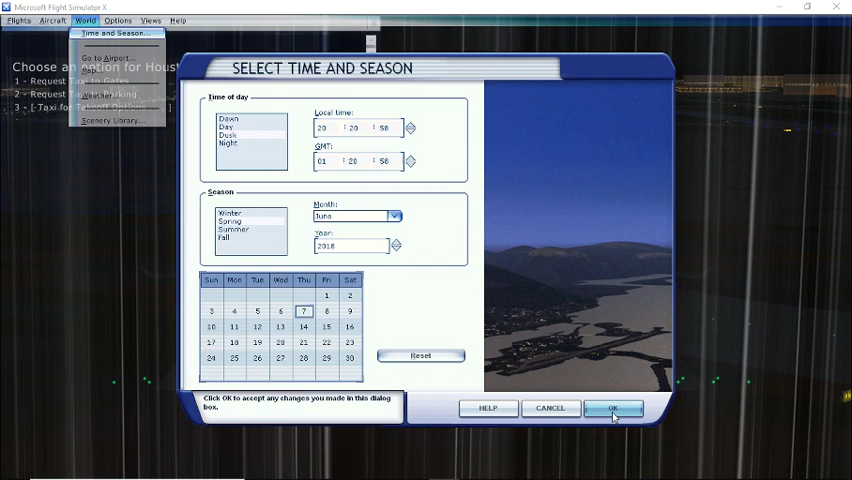 Microsoft Flight Simulator X
Flights Aircraft World Options Views Help
Time and Season...
Go to Airport...
Map...
Weather...
Scenery Library...
Choose an option for Houst
1 - Request Taxi to Gates
2 - Request Parking
3 - [ Taxi for Takeoff Options ]
SELECT TIME AND SEASON
Time of day
Dawn
Day
Dusk
Night
Local time:
20 : 20 : 58
GMT:
01 : 20 : 58
Season
Winter
Spring
Summer
Fall
Month:
June
Year:
2018
Sun Mon Tue Wed Thu Fri Sat
1 2
3 4 5 6 7 8 9
10 11 12 13 14 15 16
17 18 19 20 21 22 23
24 25 26 27 28 29 30
Reset
Click OK to accept any changes you made in this dialog
box.
HELP CANCEL OK